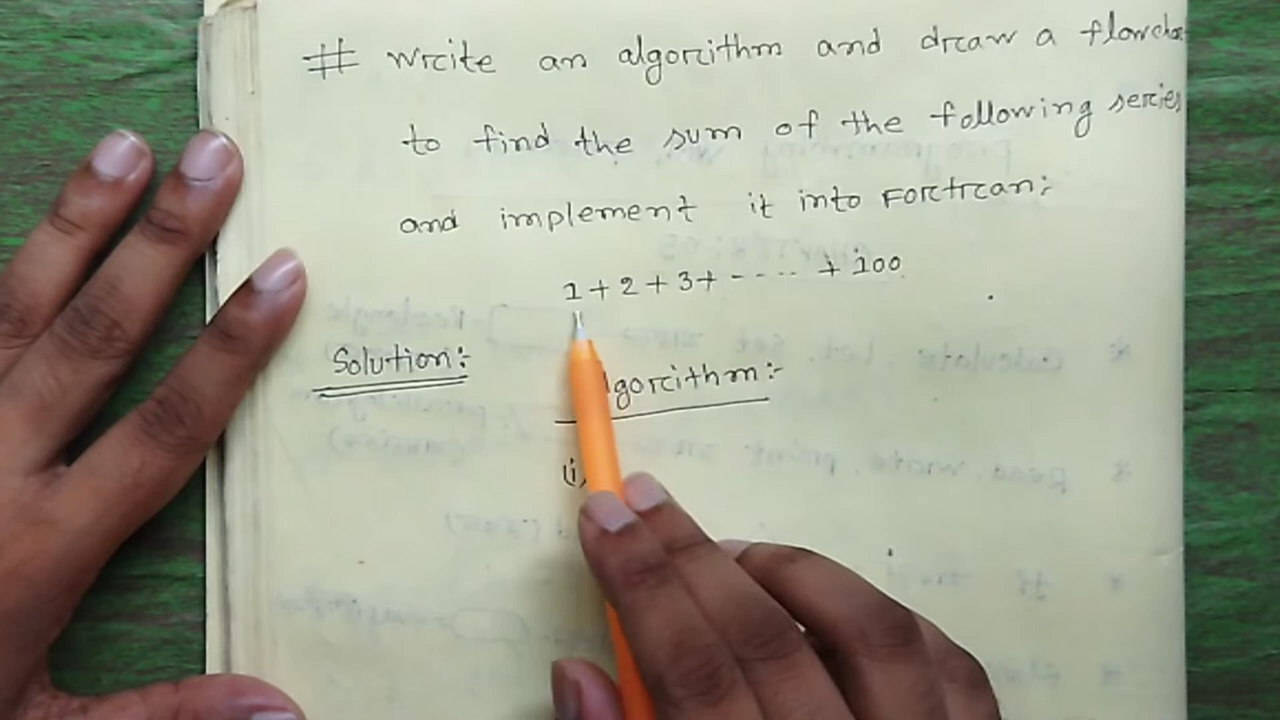 # Write an algorithm and draw a
to find the sum of the following series
and implement it into Fortran:
1 + 2 + 3 + - - - - + 100
Solution:-
Algorithm:-
(i)